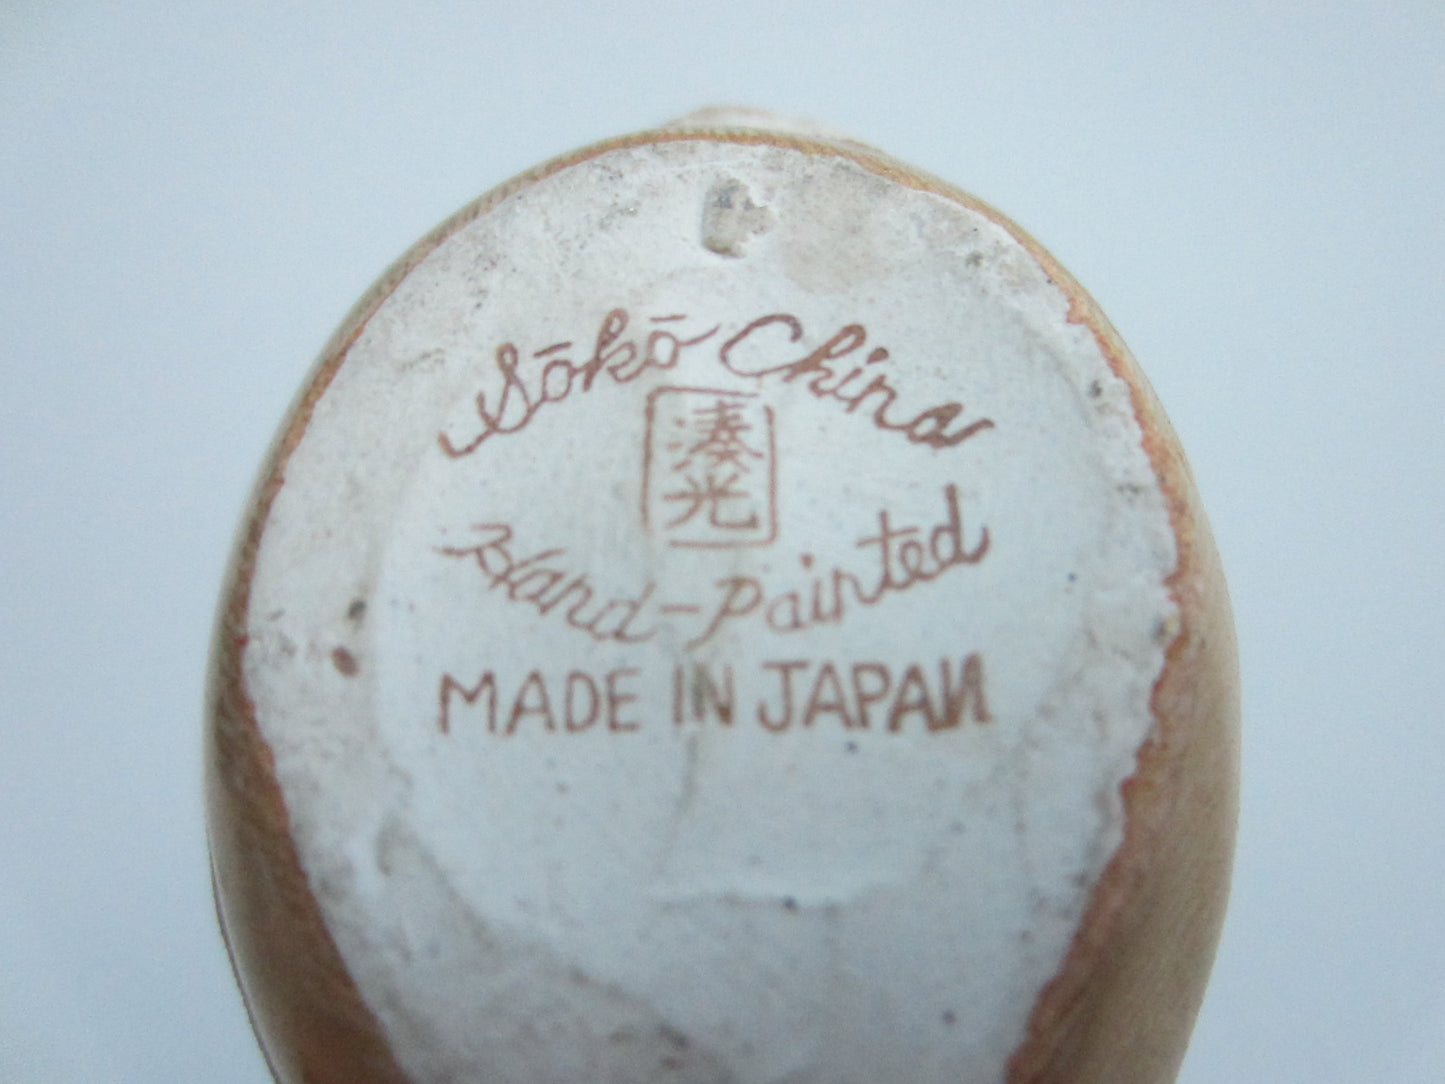 Sōkō China
湊光
Hand-Painted
MADE IN JAPAN